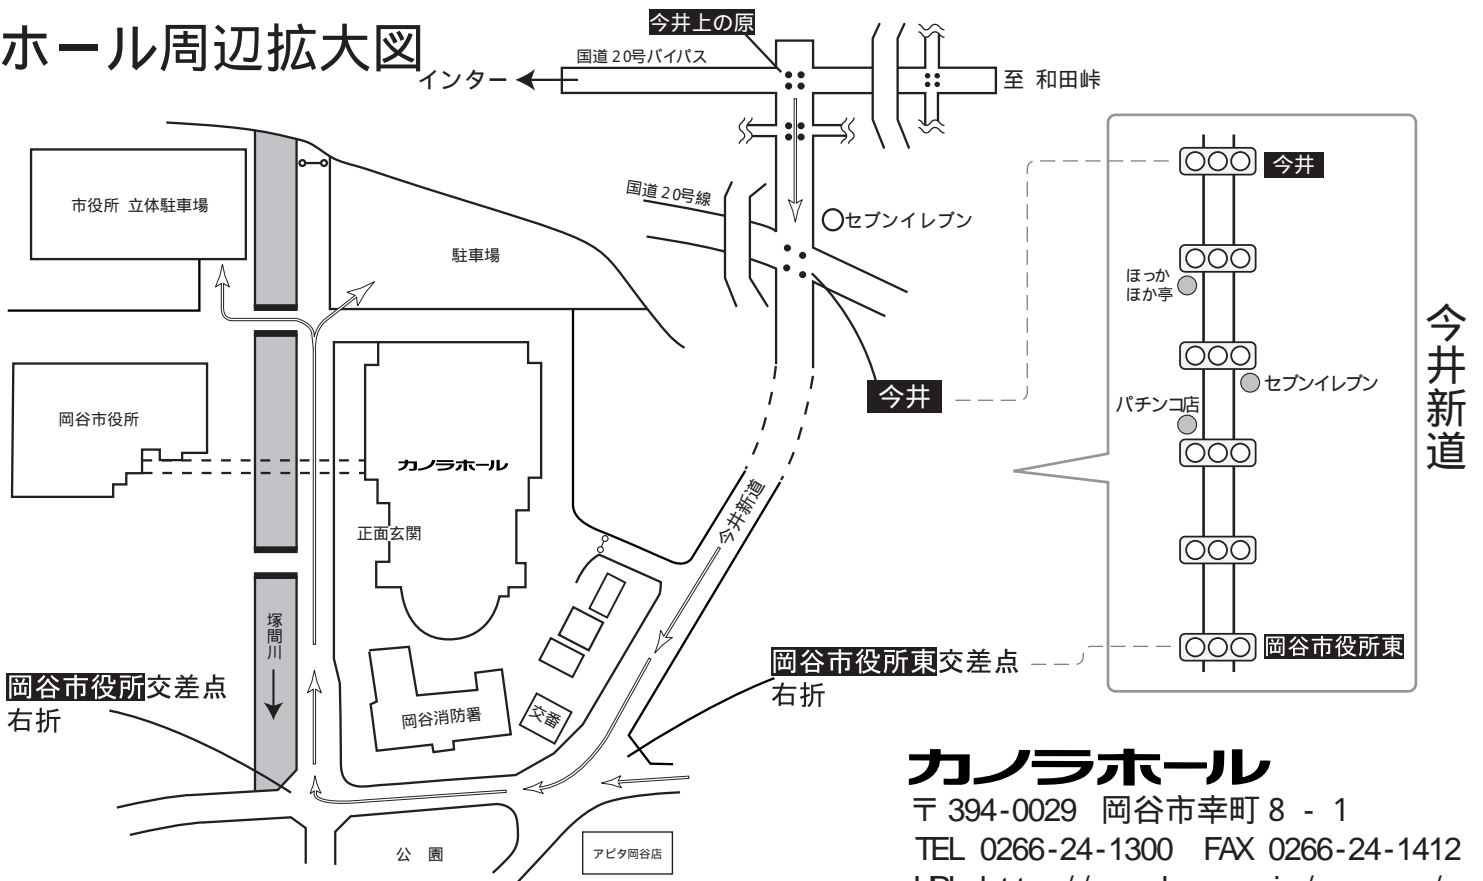 ホール周辺拡大図
今井上の原
国道20号バイパス
インター
至 和田峠
市役所 立体駐車場
駐車場
国道20号線
セブンイレブン
今井
岡谷市役所
カノラホール
正面玄関
今井新道
塚間川
岡谷消防署
交番
岡谷市役所交差点
右折
岡谷市役所東交差点
右折
公 園
アピタ岡谷店
今井
ほっか
ほか亭
セブンイレブン
パチンコ店
岡谷市役所東
今井新道
カノラホール
〒394-0029 岡谷市幸町8-1
TEL 0266-24-1300 FAX 0266-24-1412